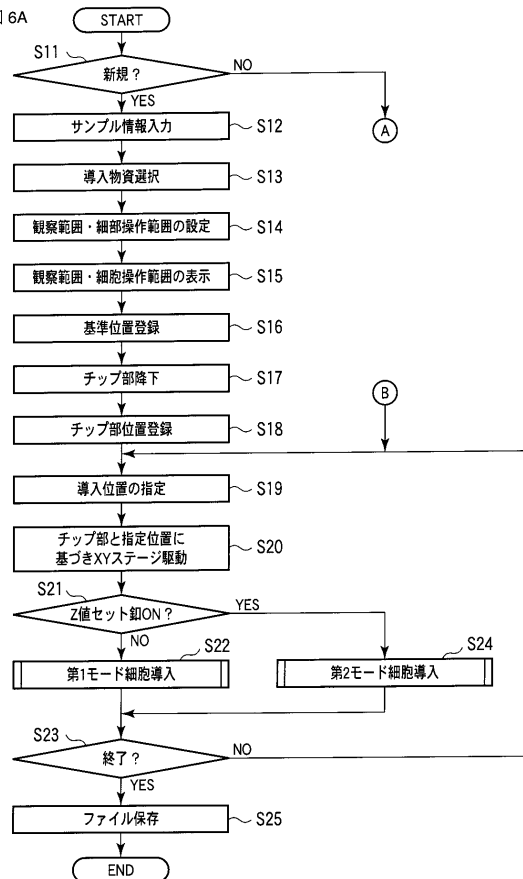 図 6A
START
S11
新規？
NO
YES
A
サンプル情報入力
S12
導入物資選択
S13
観察範囲・細部操作範囲の設定
S14
観察範囲・細胞操作範囲の表示
S15
基準位置登録
S16
チップ部降下
S17
B
チップ部位置登録
S18
導入位置の指定
S19
チップ部と指定位置に
基づきXYステージ駆動
S20
S21
Z値セット釦ON？
YES
NO
S22
第1モード細胞導入
S24
第2モード細胞導入
S23
終了？
NO
YES
ファイル保存
S25
END